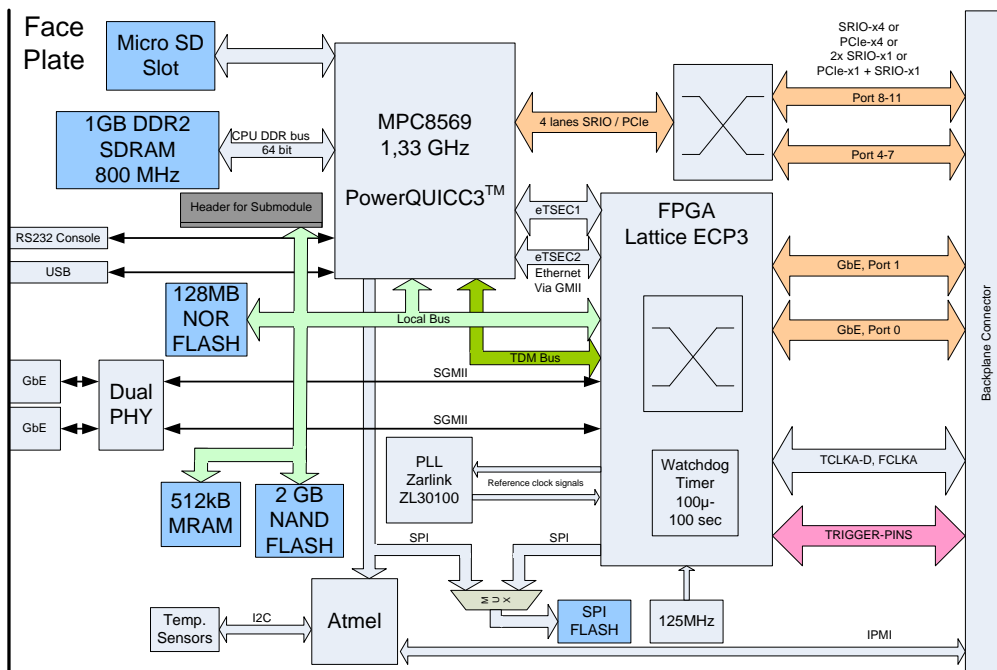 Face
Plate
Micro SD
Slot
1GB DDR2
SDRAM
800 MHz
CPU DDR bus
64 bit
MPC8569
1,33 GHz
PowerQUICC3TM
4 lanes SRIO / PCIe
SRIO-x4 or
PCIe-x4 or
2x SRIO-x1 or
PCIe-x1 + SRIO-x1
Port 8-11
Port 4-7
Backplane Connector
Header for Submodule
RS232 Console
USB
eTSEC1
eTSEC2
Ethernet
Via GMII
FPGA
Lattice ECP3
GbE, Port 1
GbE, Port 0
128MB
NOR
FLASH
Local Bus
TDM Bus
GbE
GbE
Dual
PHY
SGMII
SGMII
PLL
Zarlink
ZL30100
Reference clock signals
Watchdog
Timer
100µ-
100 sec
TCLKA-D, FCLKA
TRIGGER-PINS
512kB
MRAM
2 GB
NAND
FLASH
SPI
SPI
MUX
SPI
FLASH
125MHz
Temp.
Sensors
I2C
Atmel
IPMI